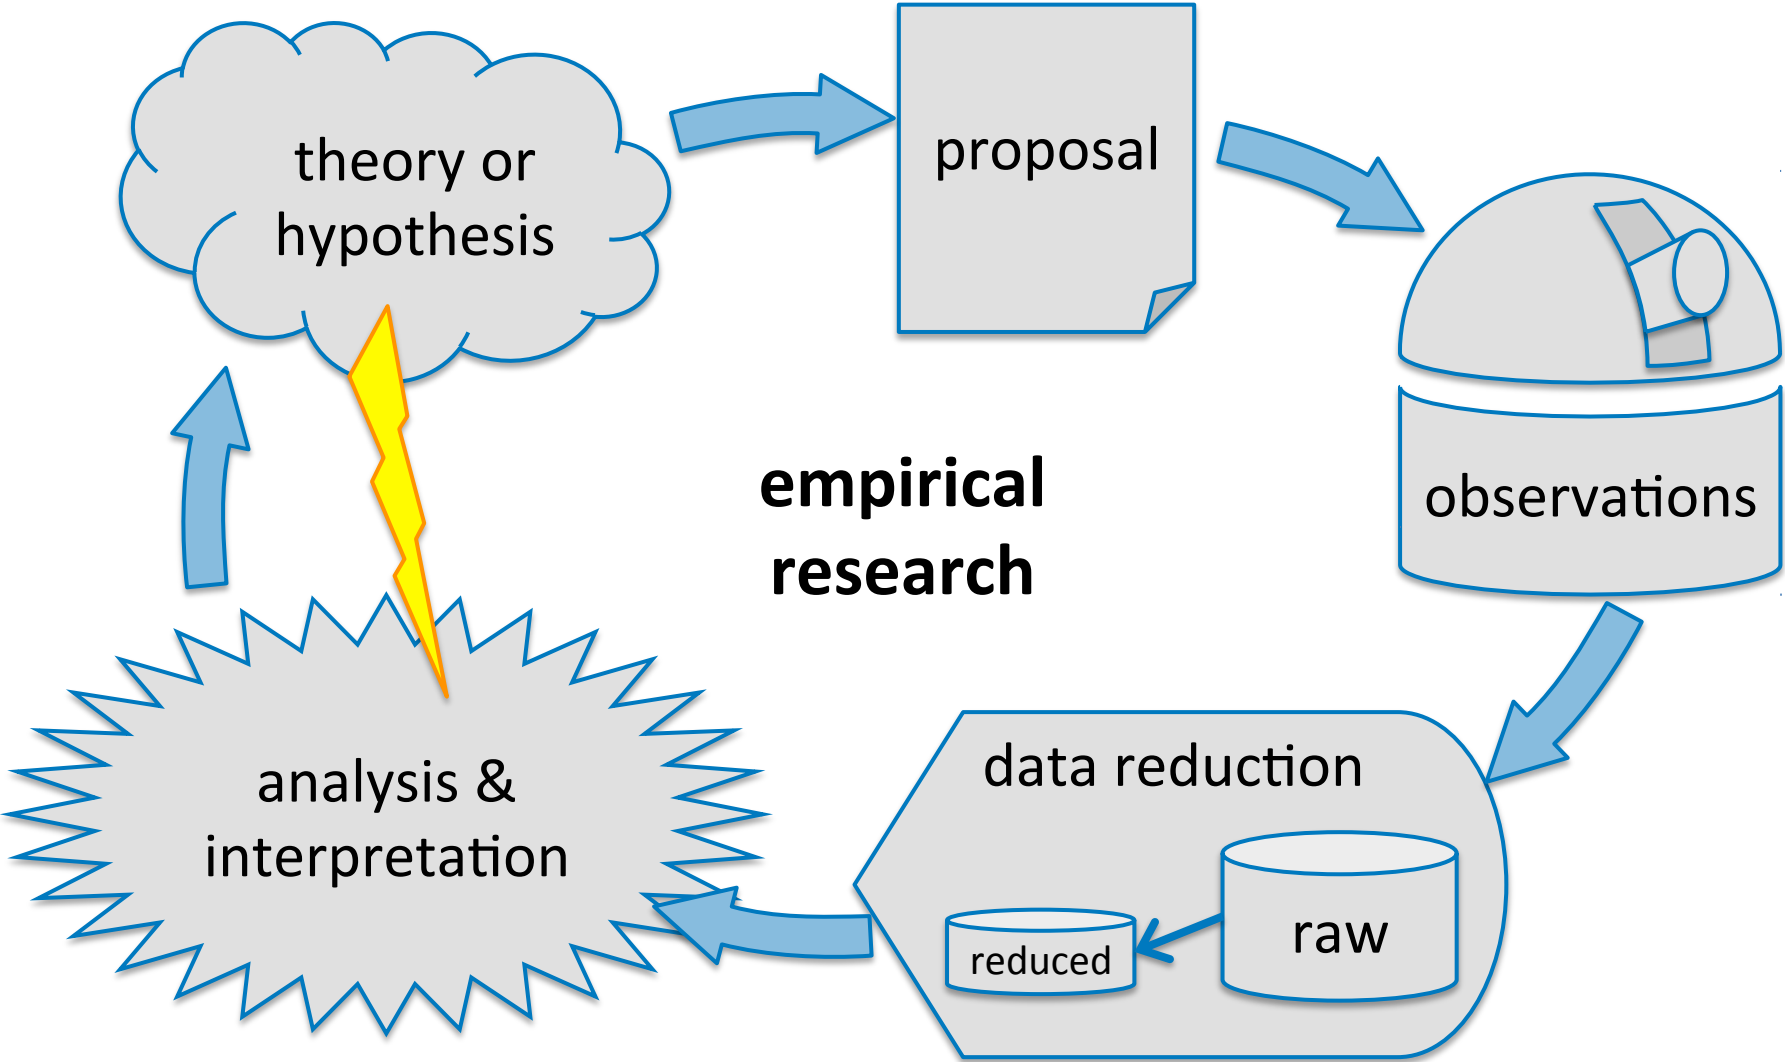 theory or
hypothesis
proposal
observations
empirical
research
data reduction
raw
reduced
analysis &
interpretation